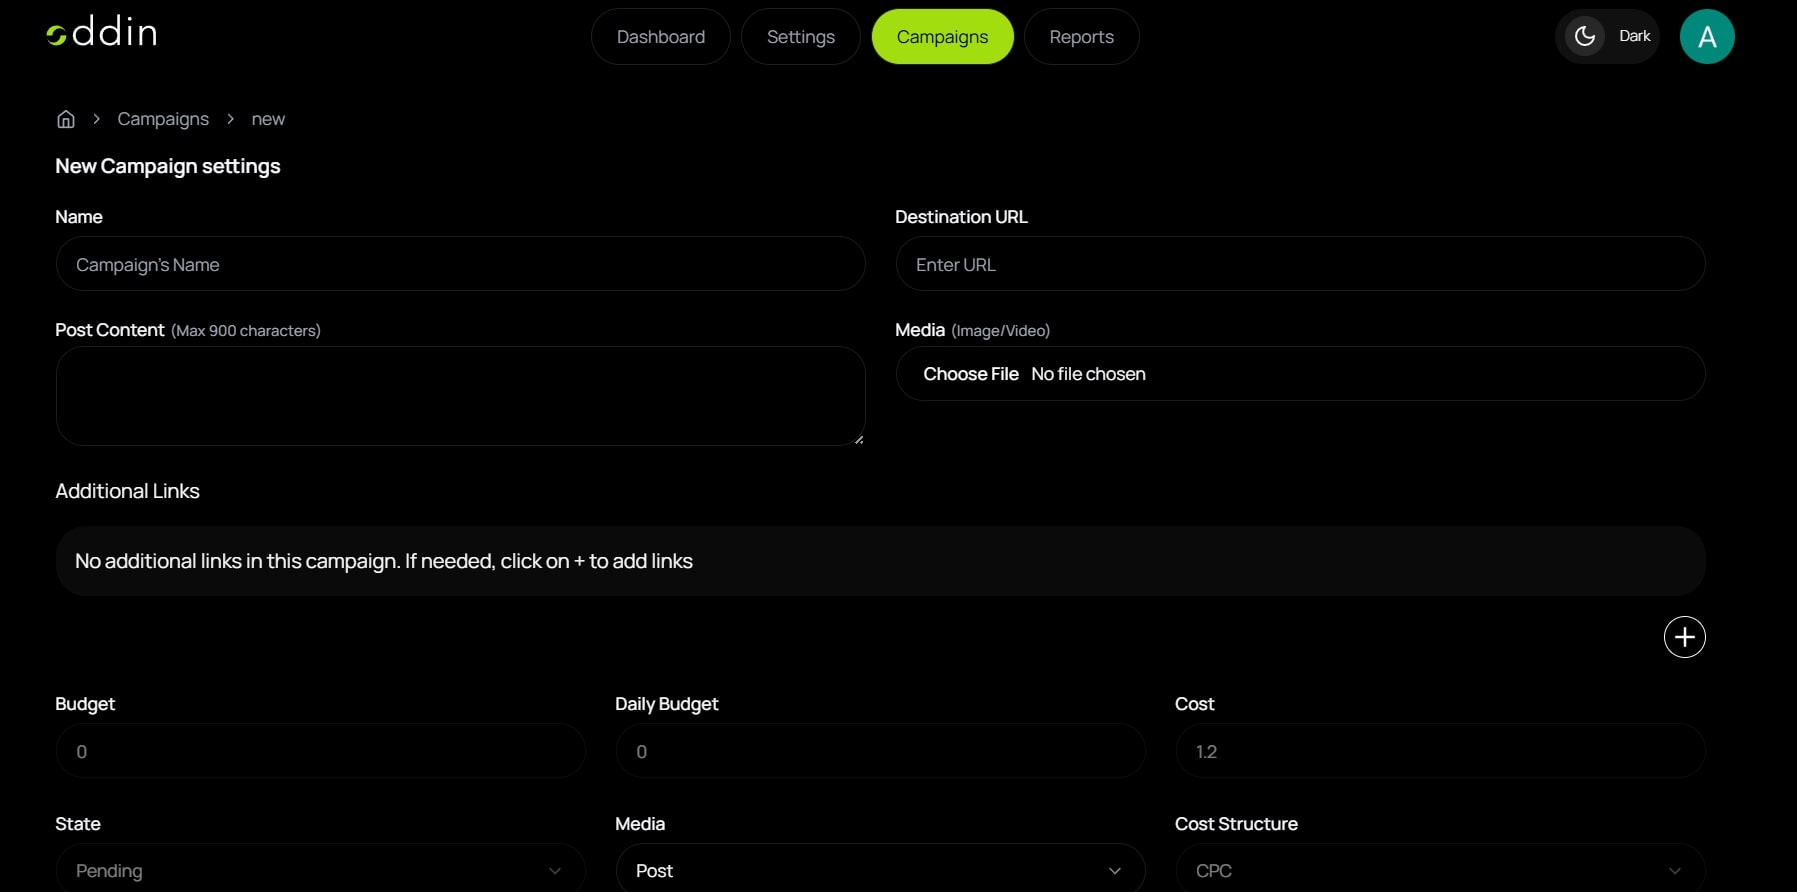 ddin
Dashboard Settings Campaigns Reports Dark A
Campaigns new
New Campaign settings
Name Destination URL
Campaign's Name Enter URL
Post Content (Max 900 characters) Media (Image/Video)
Choose File No file chosen
Additional Links
No additional links in this campaign. If needed, click on + to add links
Budget Daily Budget Cost
0 0 1.2
State Media Cost Structure
Pending Post CPC